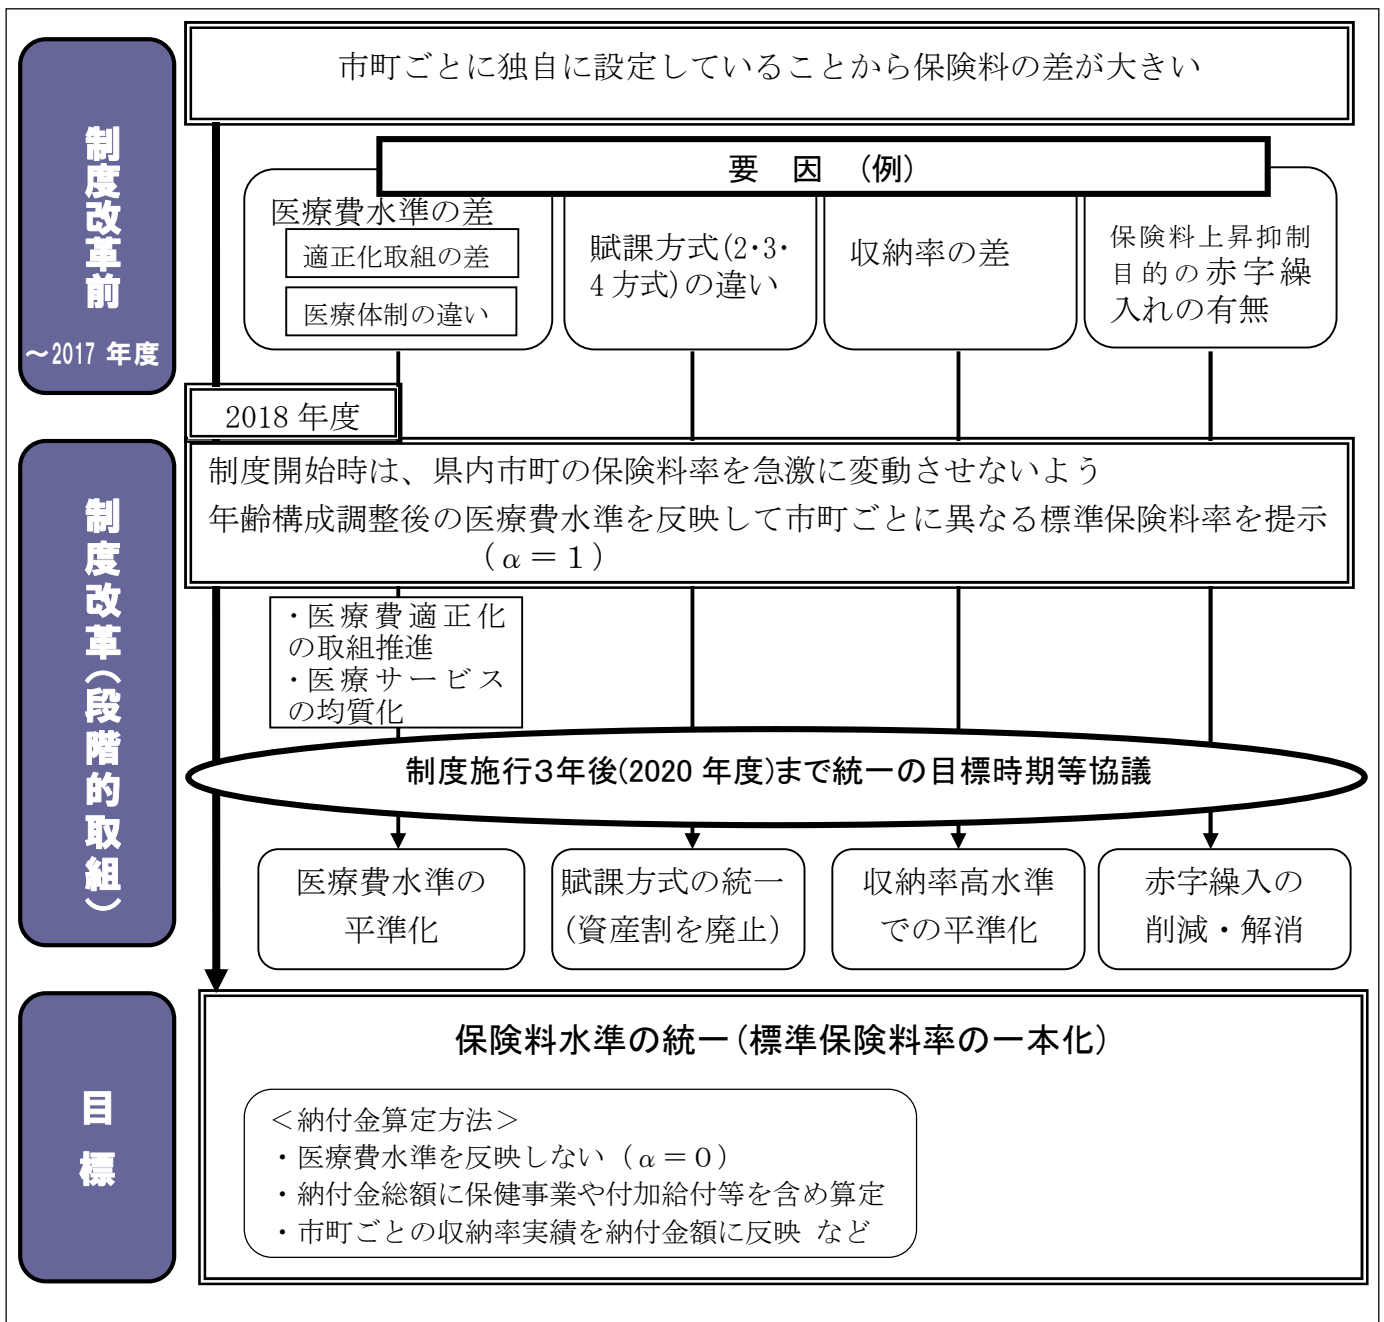 市町ごとに独自に設定していることから保険料の差が大きい
制度改革前
～2017 年度
要 因 (例)
医療費水準の差
適正化取組の差
医療体制の違い
賦課方式(2･3･
4 方式)の違い
収納率の差
保険料上昇抑制
目的の赤字繰
入れの有無
2018 年度
制度改革(段階的取組)
制度開始時は、県内市町の保険料率を急激に変動させないよう
年齢構成調整後の医療費水準を反映して市町ごとに異なる標準保険料率を提示
（α＝１）
・医療費適正化
の取組推進
・医療サービス
の均質化
制度施行３年後(2020 年度)まで統一の目標時期等協議
医療費水準の
平準化
賦課方式の統一
(資産割を廃止)
収納率高水準
での平準化
赤字繰入の
削減・解消
目標
保険料水準の統一(標準保険料率の一本化)
＜納付金算定方法＞
・医療費水準を反映しない（α＝０）
・納付金総額に保健事業や付加給付等を含め算定
・市町ごとの収納率実績を納付金額に反映 など